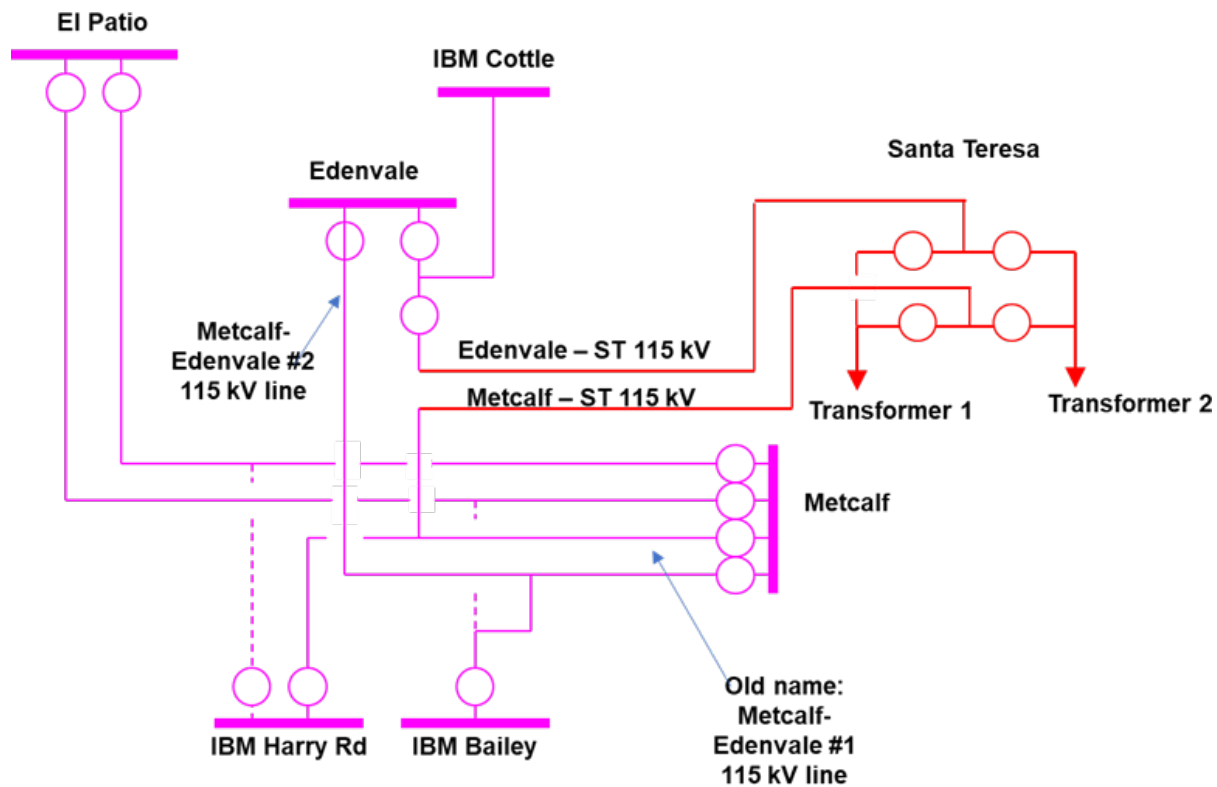 El Patio
IBM Cottle
Santa Teresa
Edenvale
Metcalf-
Edenvale #2
115 kV line
Edenvale – ST 115 kV
Metcalf – ST 115 kV
Transformer 1
Transformer 2
Metcalf
Old name:
Metcalf-
Edenvale #1
115 kV line
IBM Harry Rd
IBM Bailey